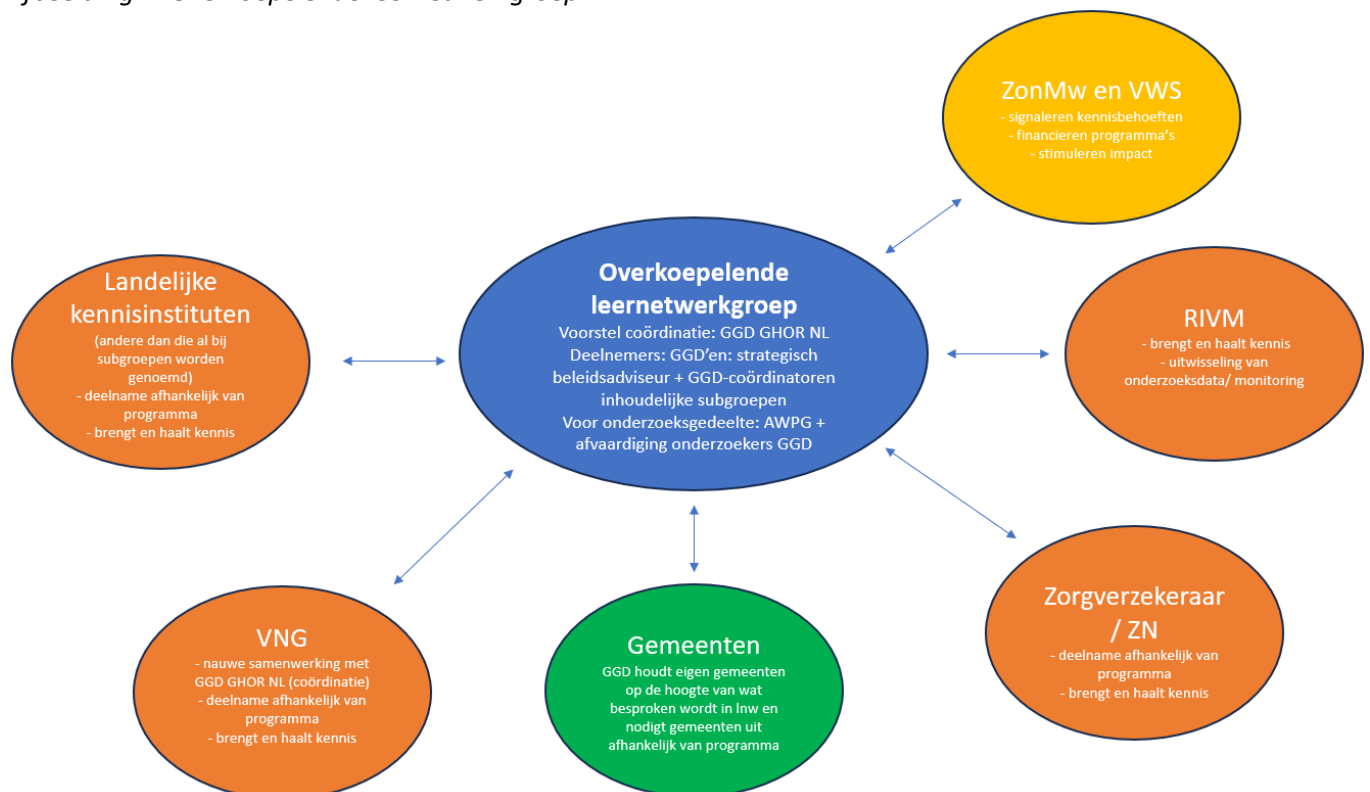 ZonMw en VWS
- signaleren kennisbehoeften
- financieren programma's
- stimuleren impact
Overkoepelende
leernetwerkgroep
Voorstel coördinatie: GGD GHOR NL
Deelnemers: GGD'en: strategisch
beleidsadviseur + GGD-coördinatoren
inhoudelijke subgroepen
Voor onderzoeksgedeelte: AWPG +
afvaardiging onderzoekers GGD
Landelijke
kennisinstituten
(andere dan die al bij
subgroepen worden
genoemd)
- deelname afhankelijk van
programma
- brengt en haalt kennis
RIVM
- brengt en haalt kennis
- uitwisseling van
onderzoeksdata/ monitoring
VNG
- nauwe samenwerking met
GGD GHOR NL (coördinatie)
- deelname afhankelijk van
programma
- brengt en haalt kennis
Gemeenten
GGD houdt eigen gemeenten
op de hoogte van wat
besproken wordt in lnw en
nodigt gemeenten uit
afhankelijk van programma
Zorgverzekeraar
/ ZN
- deelname afhankelijk van
programma
- brengt en haalt kennis